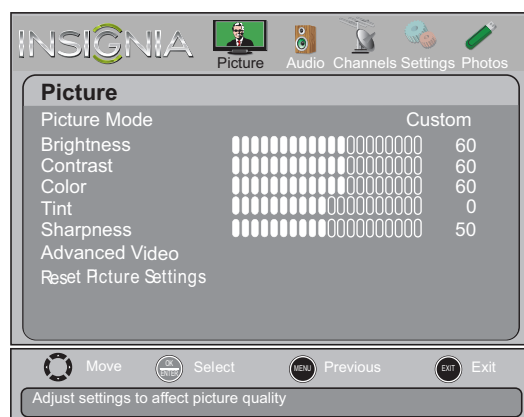 INSIGNIA
Picture Audio Channels Settings Photos
Picture
Picture Mode Custom
Brightness 60
Contrast 60
Color 60
Tint 0
Sharpness 50
Advanced Video
Reset Picture Settings
Move OK ENTER Select MENU Previous EXIT Exit
Adjust settings to affect picture quality